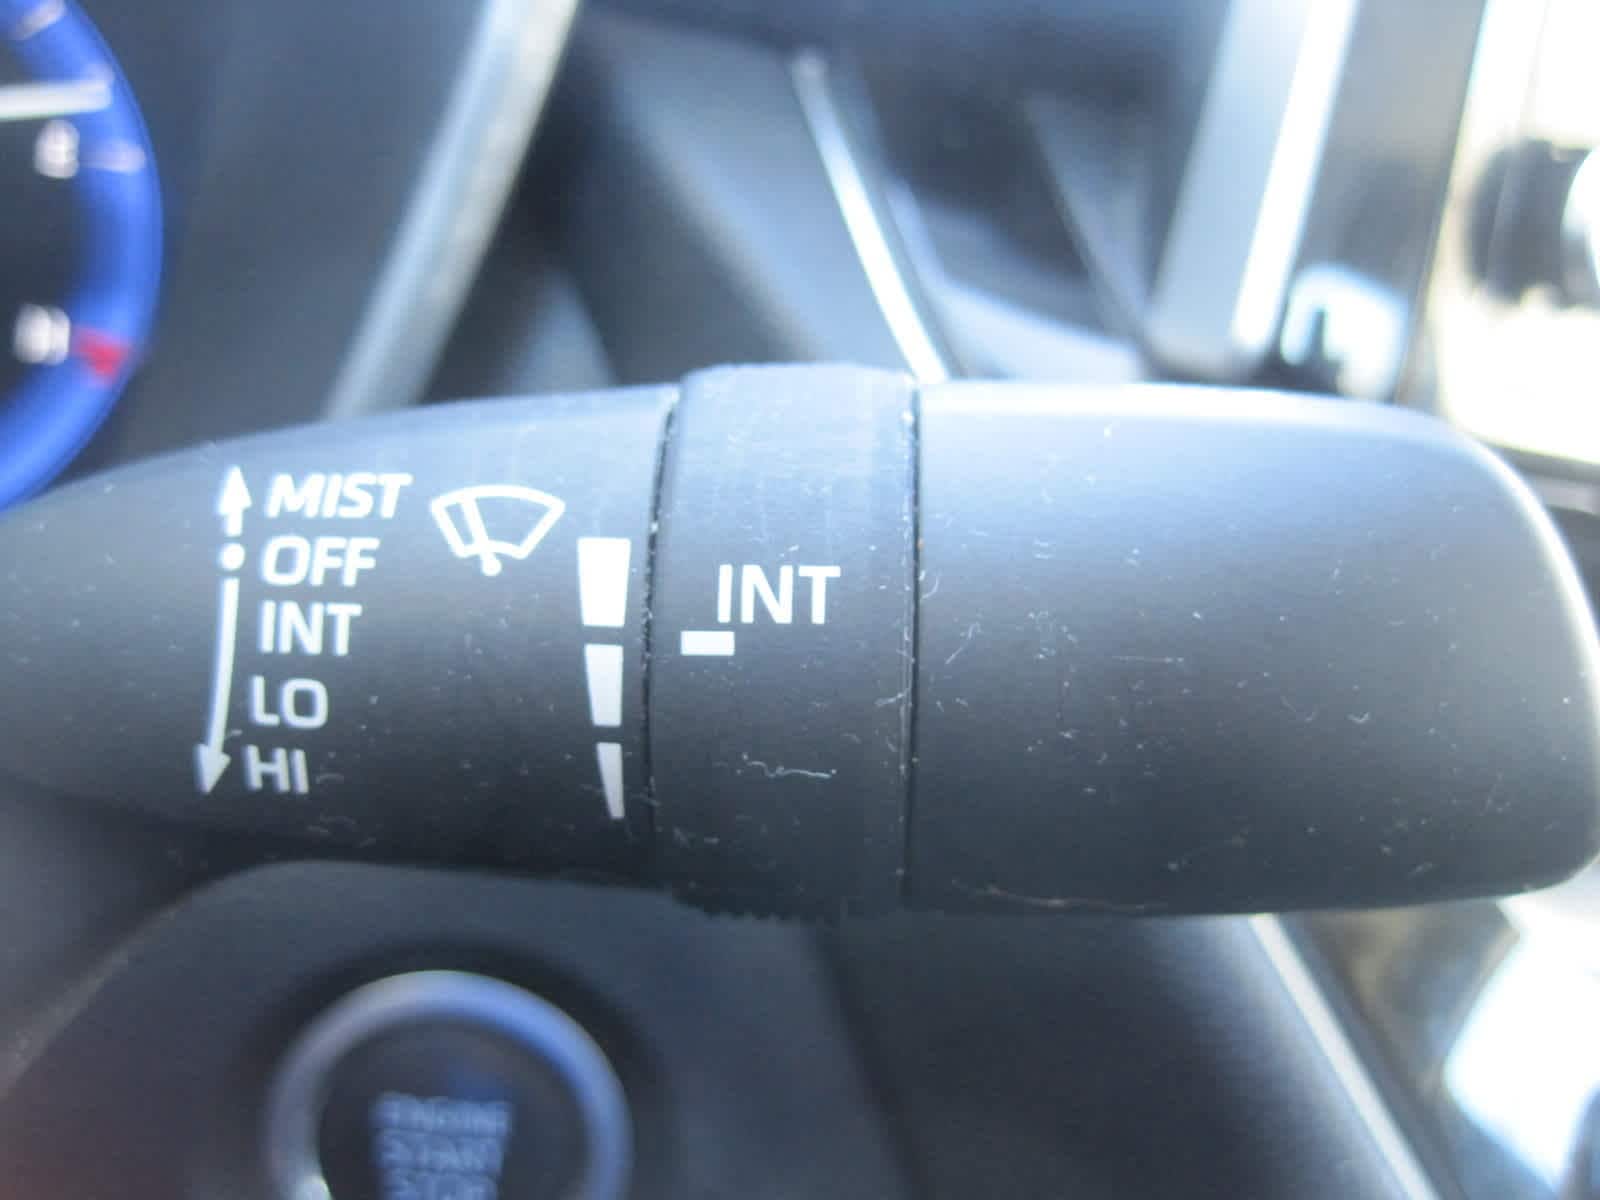 MIST
OFF
INT
LO
HI
INT
ENGINE
START
STOP